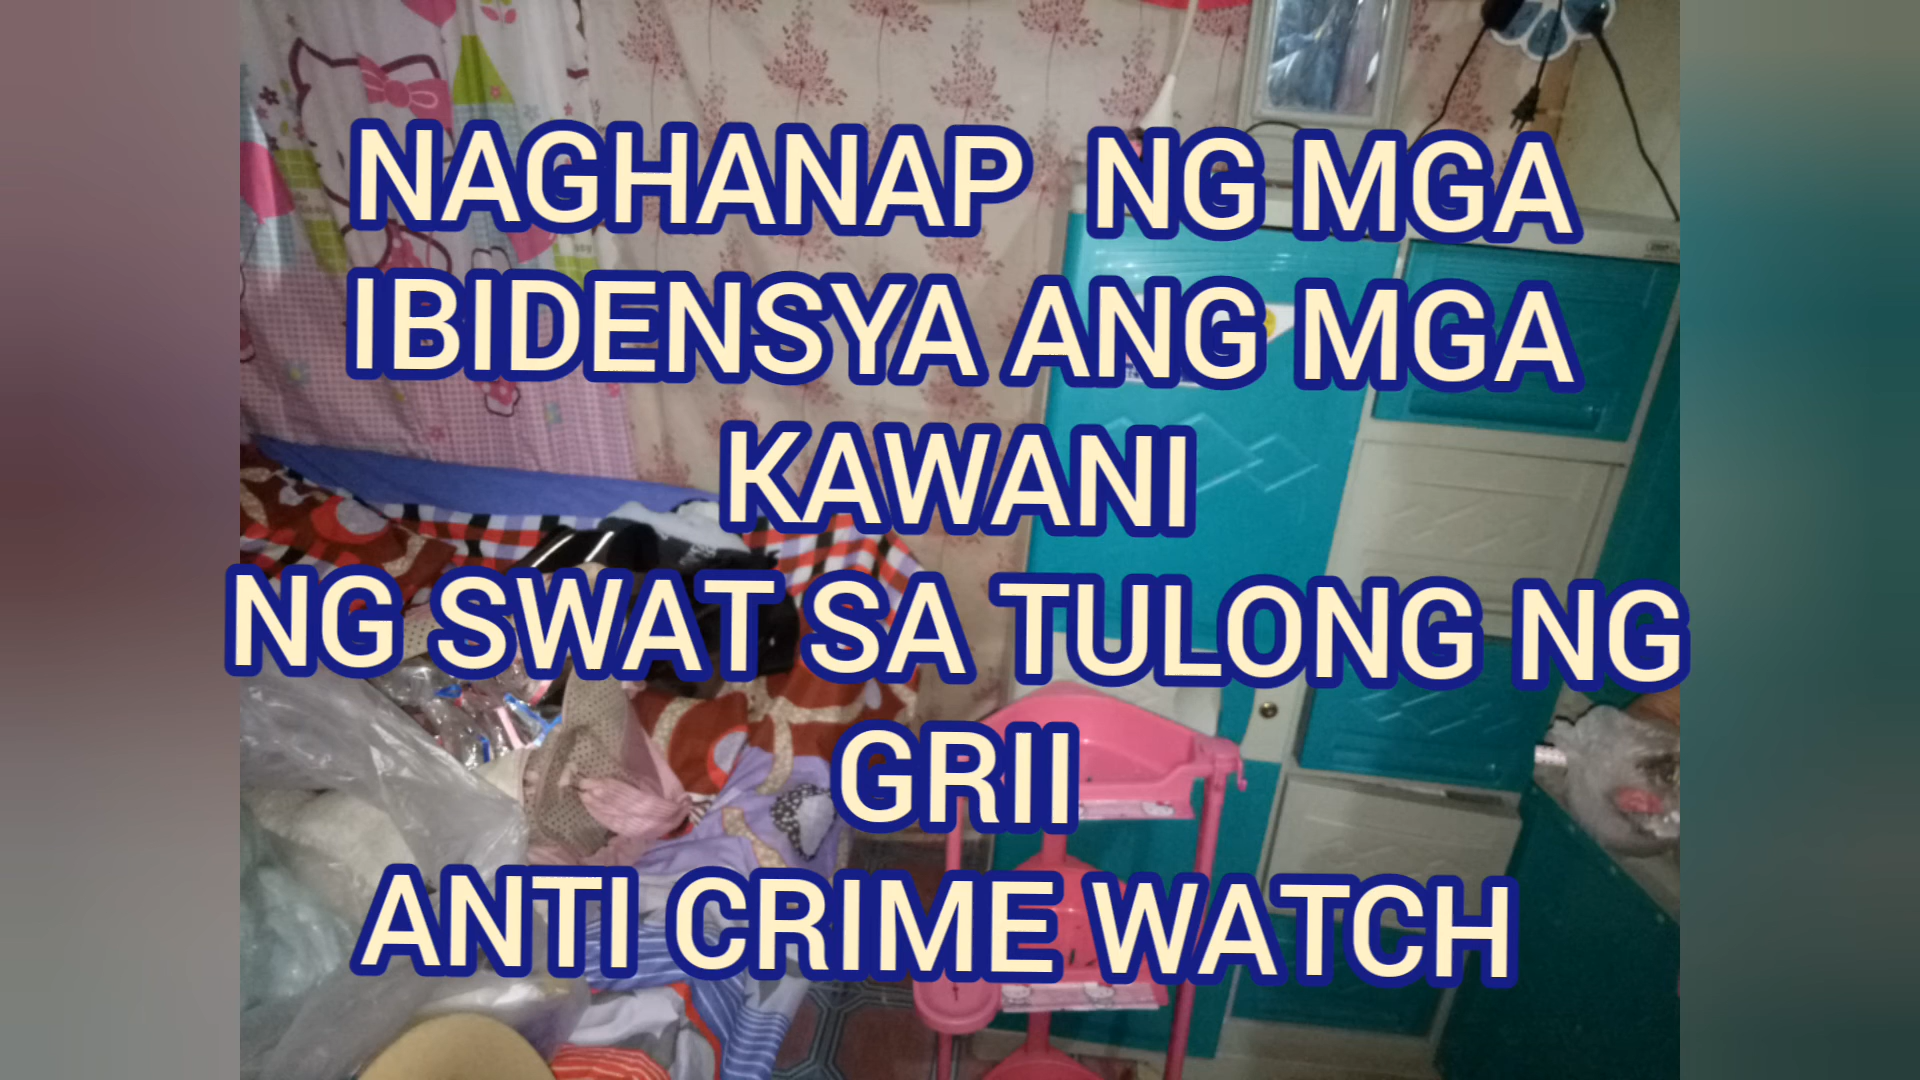 NAGHANAP NG MGA
IBIDENSYA ANG MGA
KAWANI
NG SWAT SA TULONG NG
GRII
ANTI CRIME WATCH